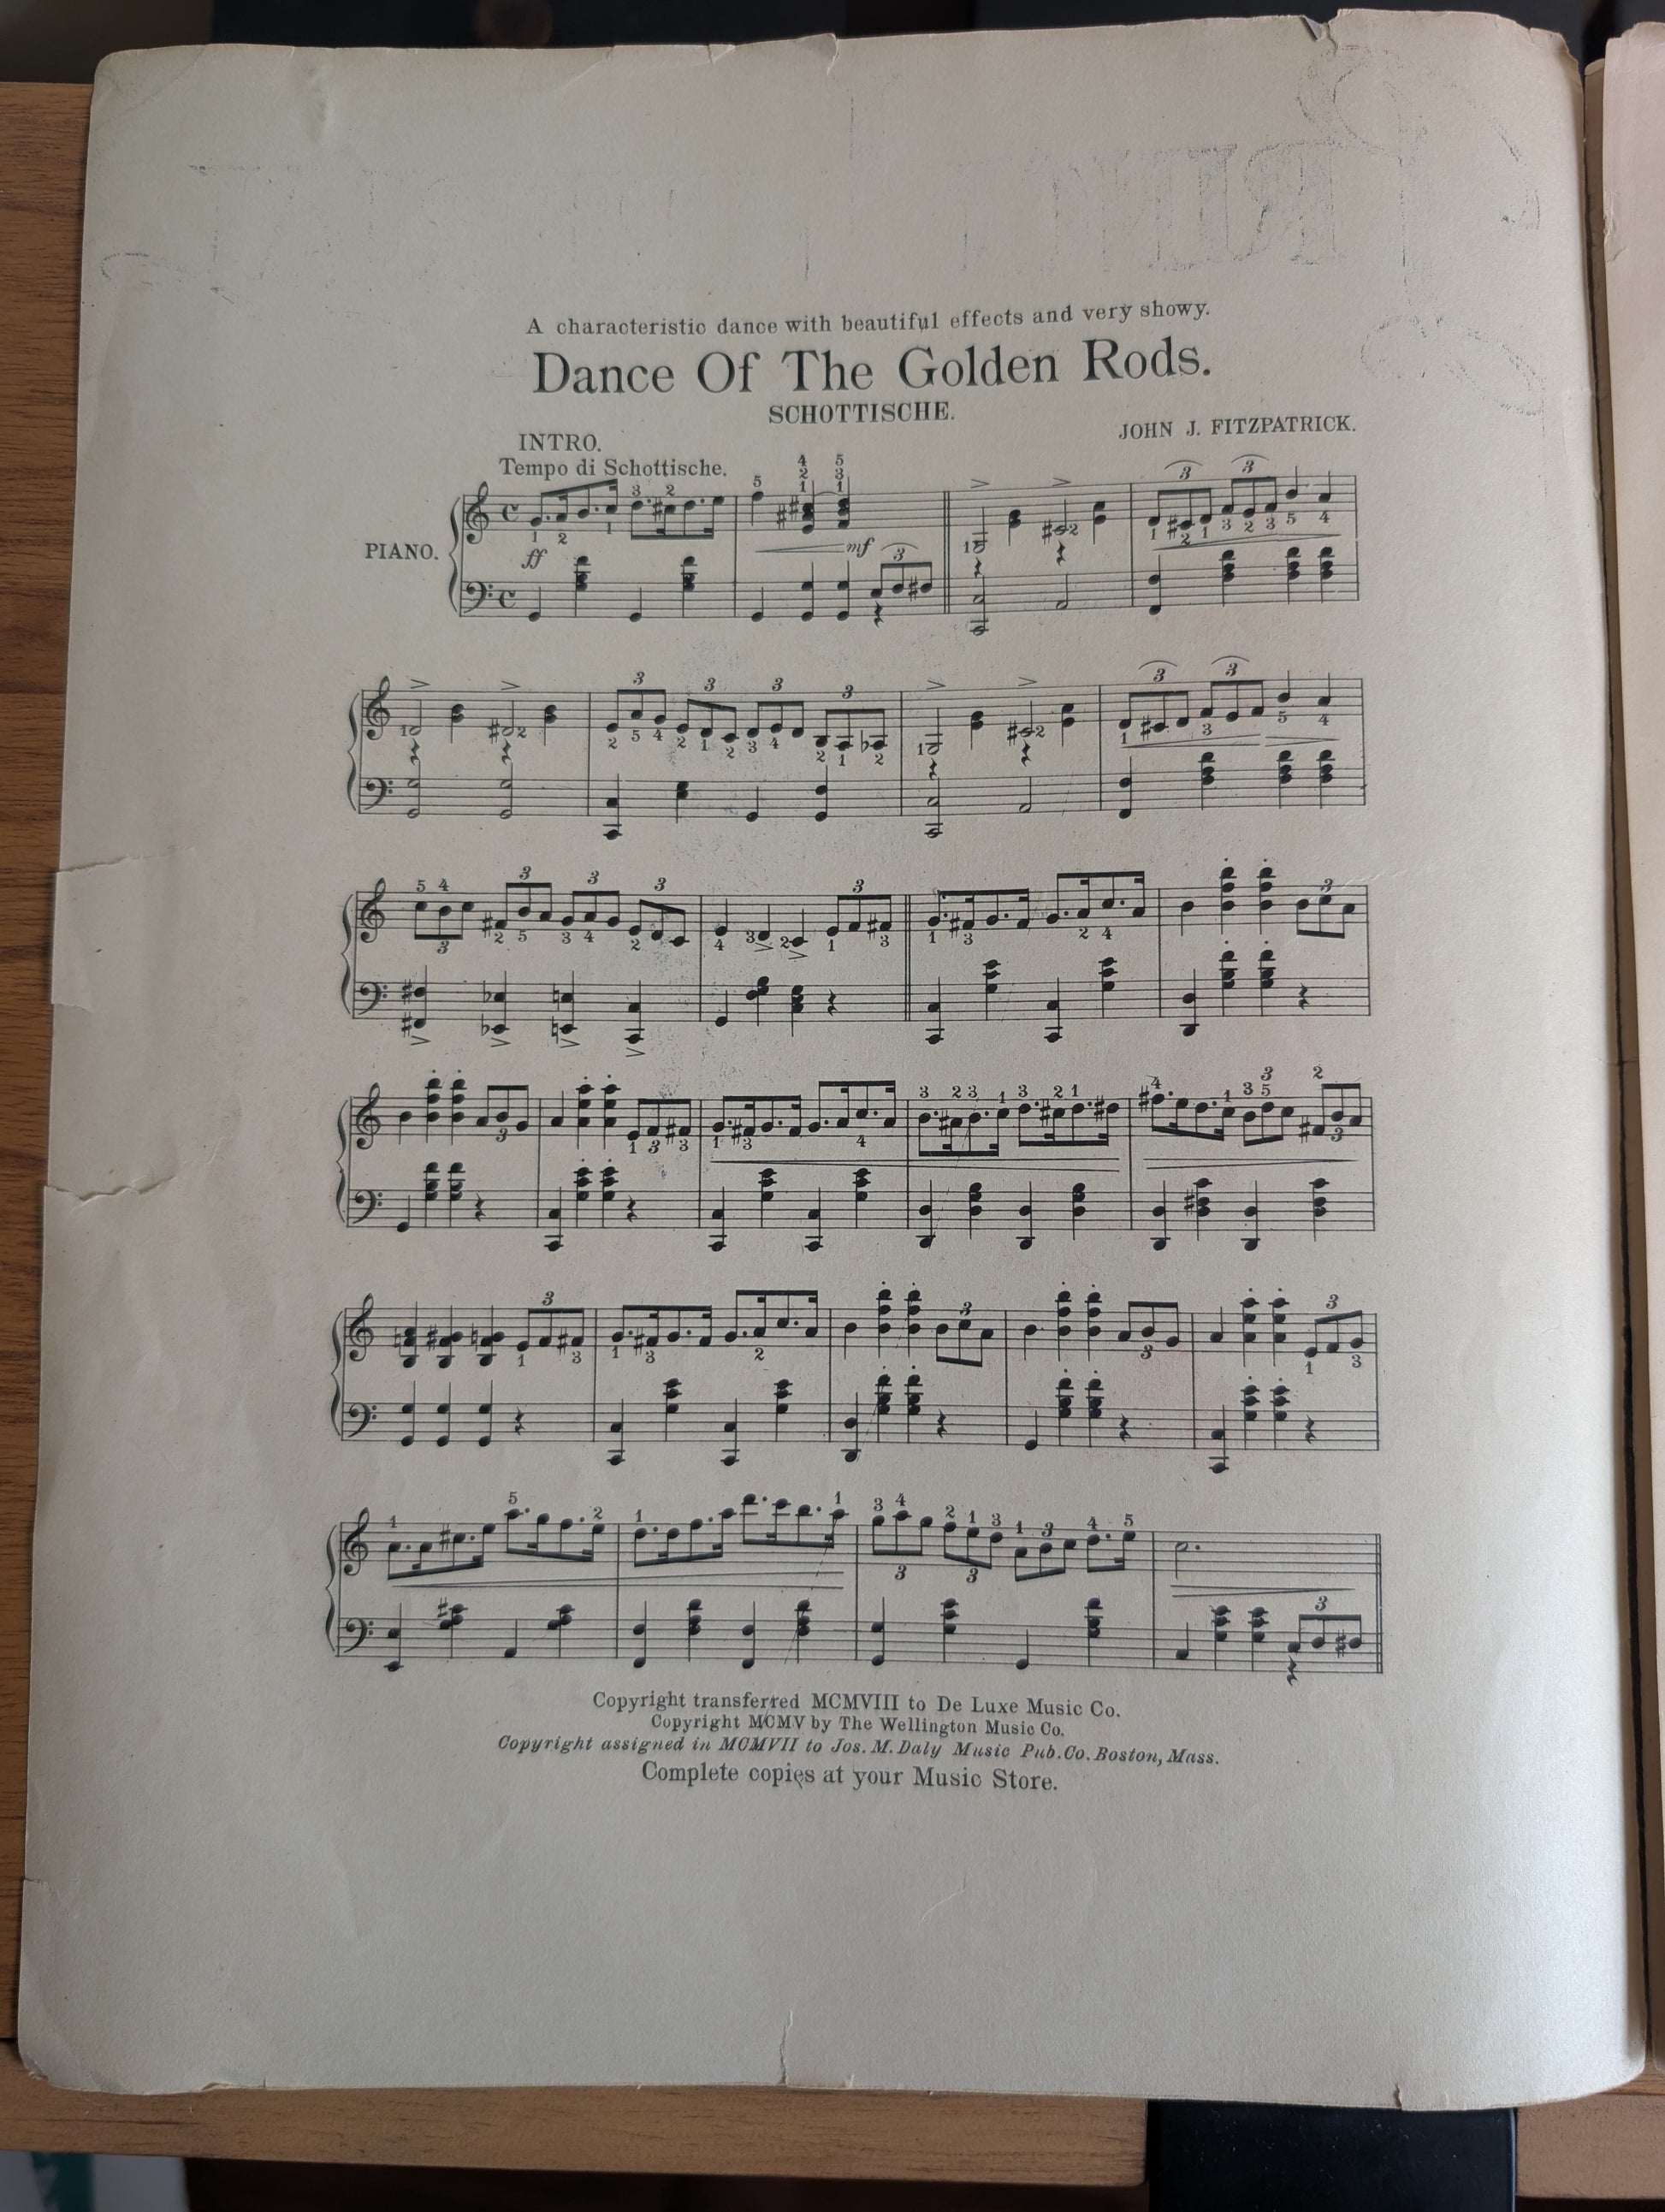 A characteristic dance with beautiful effects and very showy.
Dance Of The Golden Rods.
SCHOTTISCHE.
JOHN J. FITZPATRICK.
INTRO.
Tempo di Schottische.
PIANO.
ff
mf
Copyright transferred MCMVIII to De Luxe Music Co.
Copyright MCMV by The Wellington Music Co.
Copyright assigned in MCMVII to Jos. M. Daly Music Pub. Co. Boston, Mass.
Complete copies at your Music Store.